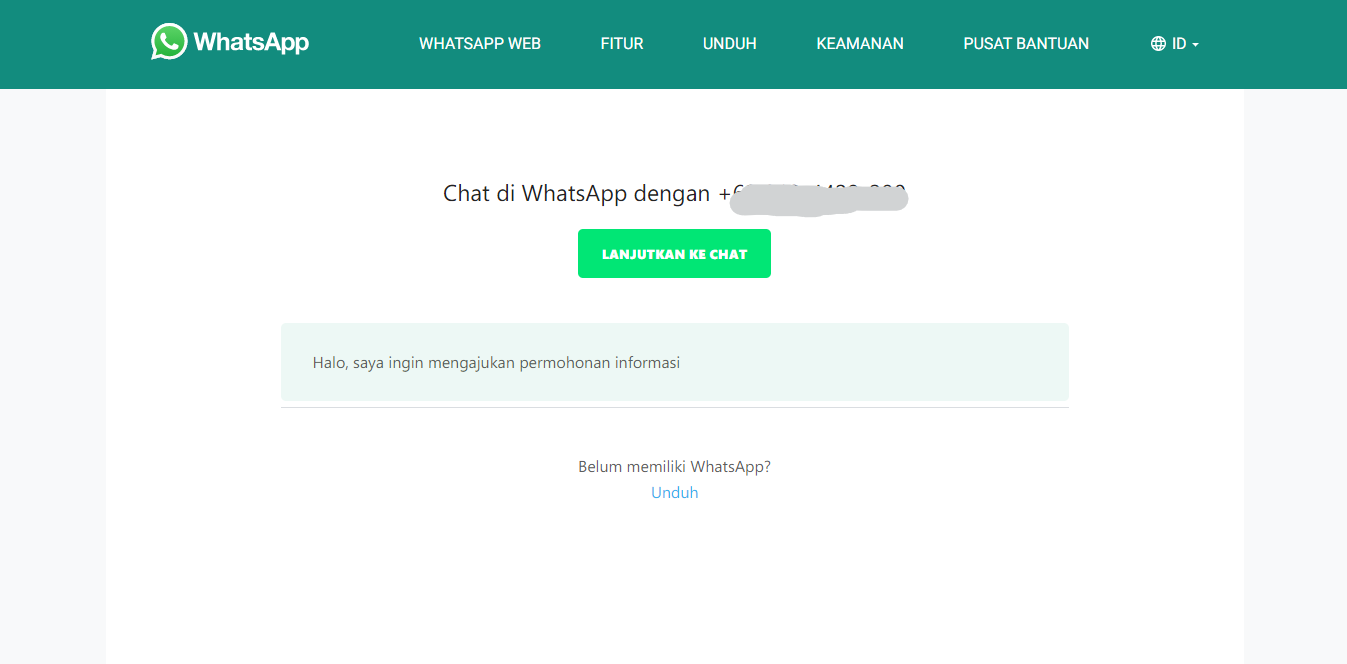 WhatsApp
WHATSAPP WEB
FITUR
UNDUH
KEAMANAN
PUSAT BANTUAN
ID
Chat di WhatsApp dengan
LANJUTKAN KE CHAT
Halo, saya ingin mengajukan permohonan informasi
Belum memiliki WhatsApp?
Unduh